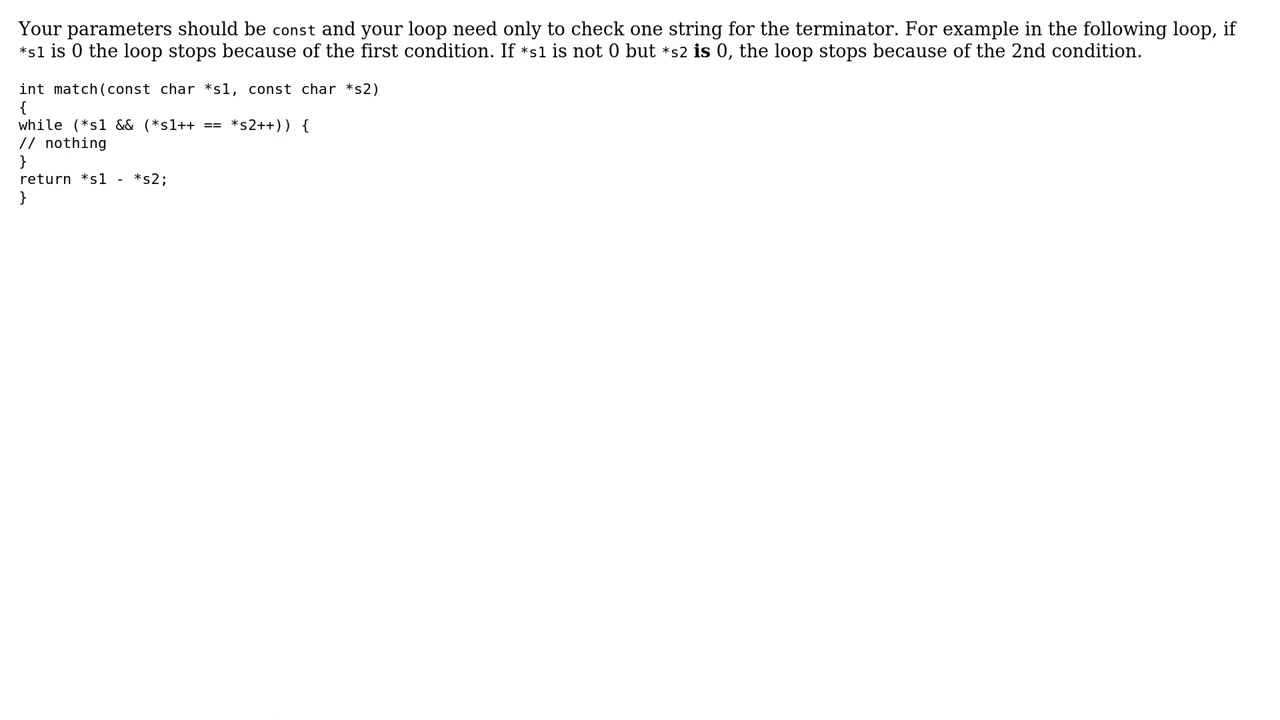 Your parameters should be const and your loop need only to check one string for the terminator. For example in the following loop, if
*s1 is 0 the loop stops because of the first condition. If *s1 is not 0 but *s2 is 0, the loop stops because of the 2nd condition.
int match(const char *s1, const char *s2)
{
while (*s1 && (*s1++ == *s2++)) {
// nothing
}
return *s1 - *s2;
}